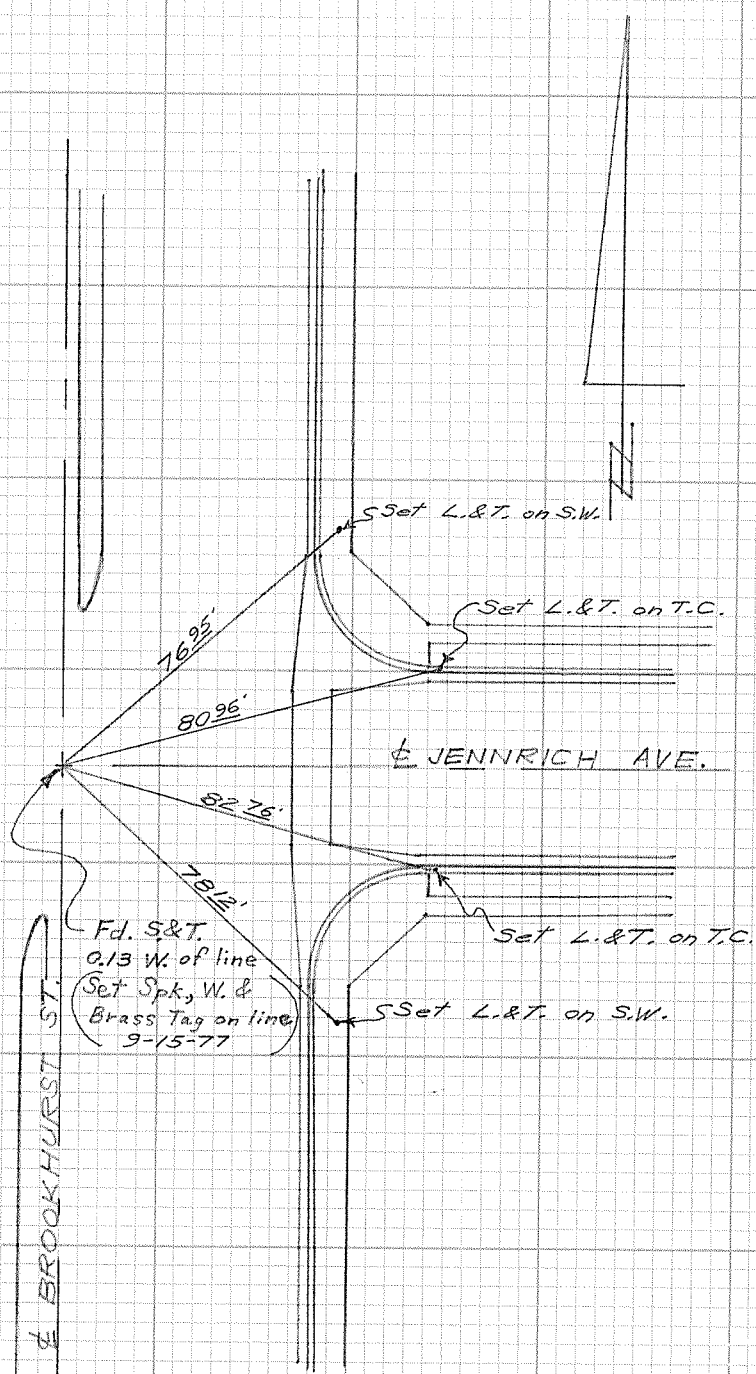 N
Set L.&T. on S.W.
Set L.&T. on T.C.
76.95'
80.96'
℄ JENNRICH AVE.
82.76'
78.12'
Fd. S.&T.
0.13 W. of line
(Set Spk, W. &
Brass Tag on line)
9-15-77
Set L.&T. on T.C.
Set L.&T. on S.W.
℄ BROOKHURST ST.